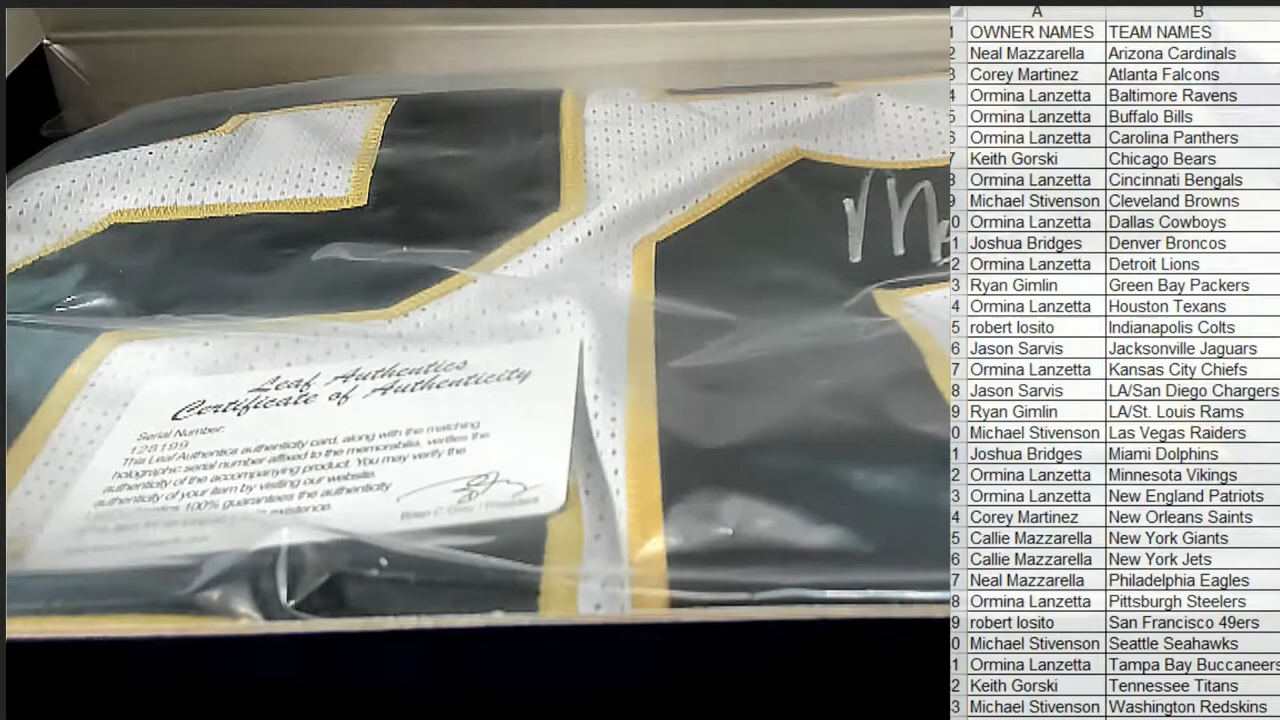 Leaf Authentics
Certificate of Authenticity
Serial Number:
128199
This Leaf Authentics authenticity card, along with the matching
holographic serial number affixed to the memorabilia, verifies the
authenticity of the accompanying product. You may verify the
authenticity of your item by visiting our website.
100% guarantees the authenticity
existence.
A B
1 OWNER NAMES TEAM NAMES
2 Neal Mazzarella Arizona Cardinals
3 Corey Martinez Atlanta Falcons
4 Ormina Lanzetta Baltimore Ravens
5 Ormina Lanzetta Buffalo Bills
6 Ormina Lanzetta Carolina Panthers
7 Keith Gorski Chicago Bears
8 Ormina Lanzetta Cincinnati Bengals
9 Michael Stivenson Cleveland Browns
0 Ormina Lanzetta Dallas Cowboys
1 Joshua Bridges Denver Broncos
2 Ormina Lanzetta Detroit Lions
3 Ryan Gimlin Green Bay Packers
4 Ormina Lanzetta Houston Texans
5 robert losito Indianapolis Colts
6 Jason Sarvis Jacksonville Jaguars
7 Ormina Lanzetta Kansas City Chiefs
8 Jason Sarvis LA/San Diego Chargers
9 Ryan Gimlin LA/St. Louis Rams
0 Michael Stivenson Las Vegas Raiders
1 Joshua Bridges Miami Dolphins
2 Ormina Lanzetta Minnesota Vikings
3 Ormina Lanzetta New England Patriots
4 Corey Martinez New Orleans Saints
5 Callie Mazzarella New York Giants
6 Callie Mazzarella New York Jets
7 Neal Mazzarella Philadelphia Eagles
8 Ormina Lanzetta Pittsburgh Steelers
9 robert losito San Francisco 49ers
0 Michael Stivenson Seattle Seahawks
1 Ormina Lanzetta Tampa Bay Buccaneers
2 Keith Gorski Tennessee Titans
3 Michael Stivenson Washington Redskins